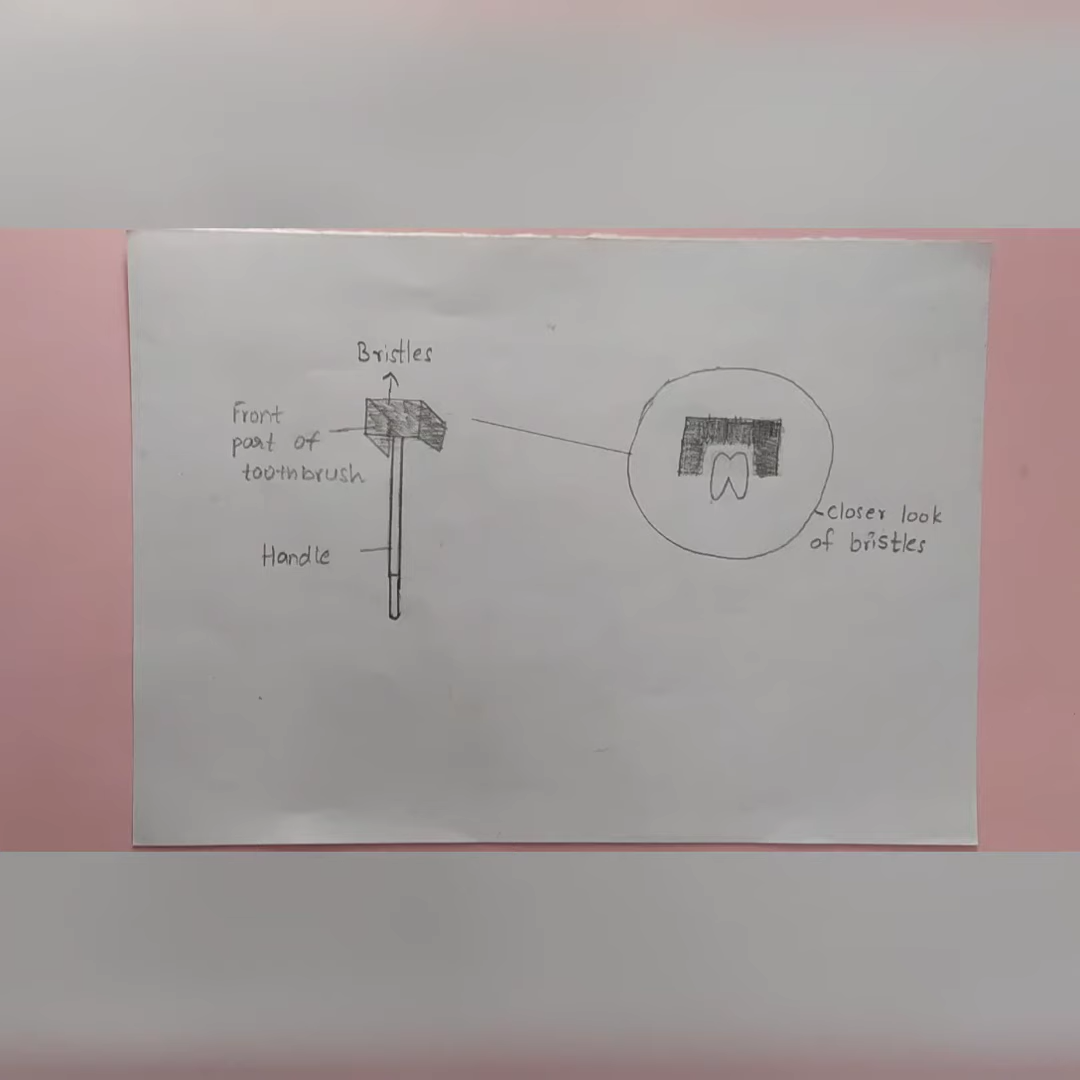 Bristles
Front
part of
toothbrush
Handle
closer look
of bristles